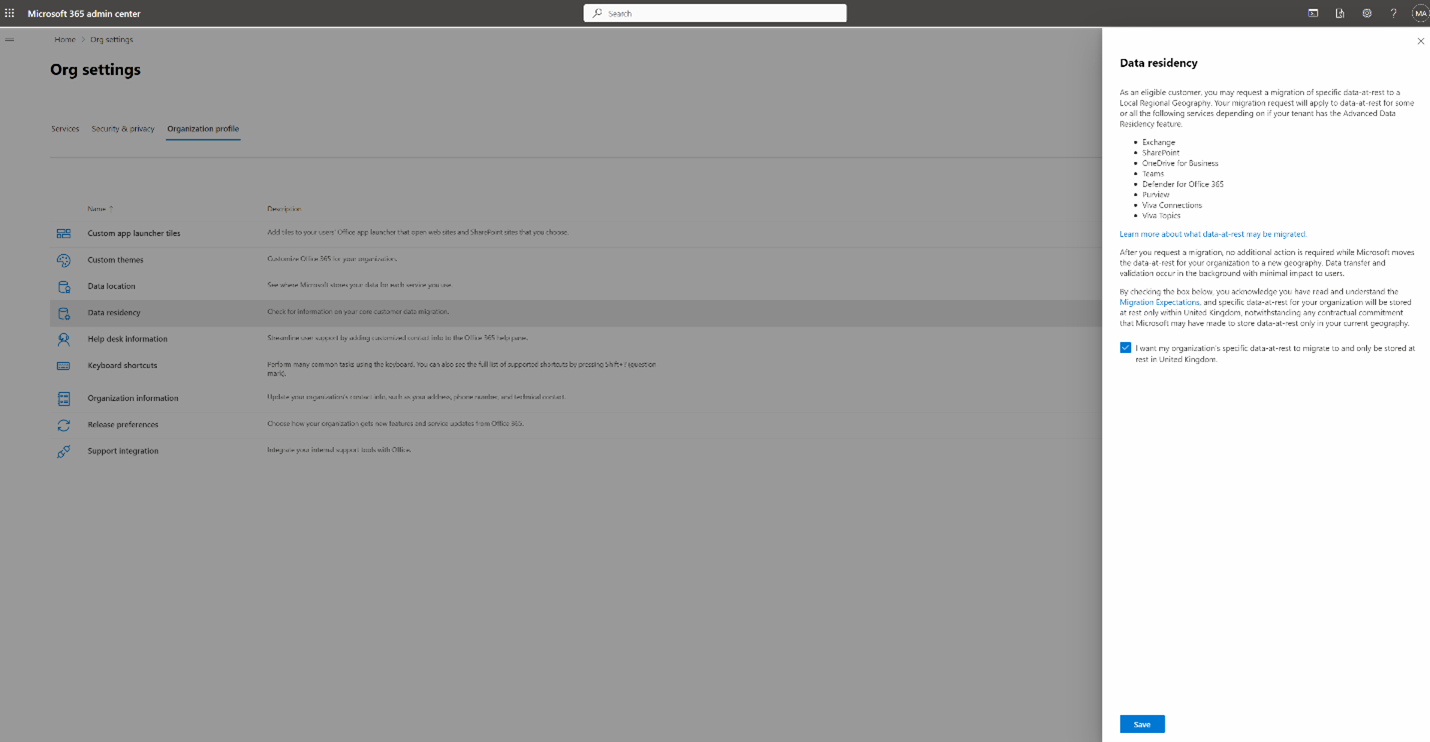 Microsoft 365 admin center
Search
MA
Home > Org settings
Org settings
Services Security & privacy Organization profile
Name ↑ Description
Custom app launcher tiles Add tiles to your users' Office app launcher that open web sites and SharePoint sites that you choose.
Custom themes Customize Office 365 for your organization.
Data location See where Microsoft stores your data for each service you use.
Data residency Check for information on your core customer data migration.
Help desk information Streamline user support by adding customized contact info to the Office 365 help pane.
Keyboard shortcuts Perform many common tasks using the keyboard. You can also see the full list of supported shortcuts by pressing Shift+? (question
mark).
Organization information Update your organization's contact info, such as your address, phone number, and technical contact.
Release preferences Choose how your organization gets new features and service updates from Office 365.
Support integration Integrate your internal support tools with Office.
Data residency
As an eligible customer, you may request a migration of specific data-at-rest to a
Local Regional Geography. Your migration request will apply to data-at-rest for some
or all the following services depending on if your tenant has the Advanced Data
Residency feature.
• Exchange
• SharePoint
• OneDrive for Business
• Teams
• Defender for Office 365
• Purview
• Viva Connections
• Viva Topics
Learn more about what data-at-rest may be migrated.
After you request a migration, no additional action is required while Microsoft moves
the data-at-rest for your organization to a new geography. Data transfer and
validation occur in the background with minimal impact to users.
By checking the box below, you acknowledge you have read and understand the
Migration Expectations, and specific data-at-rest for your organization will be stored
at rest only within United Kingdom, notwithstanding any contractual commitment
that Microsoft may have made to store data-at-rest only in your current geography.
I want my organization's specific data-at-rest to migrate to and only be stored at
rest in United Kingdom.
Save